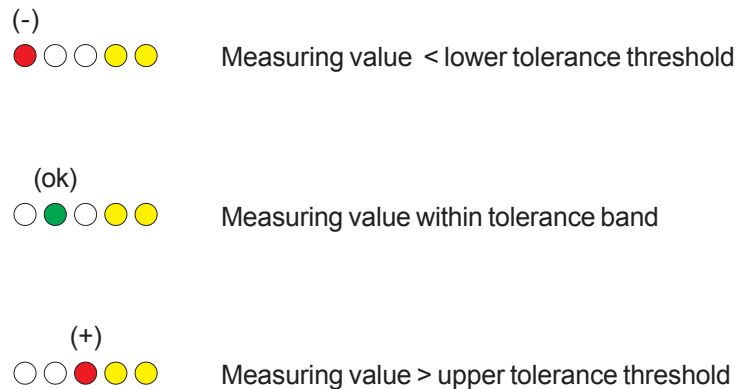 (-)
Measuring value < lower tolerance threshold
(ok)
Measuring value within tolerance band
(+)
Measuring value > upper tolerance threshold